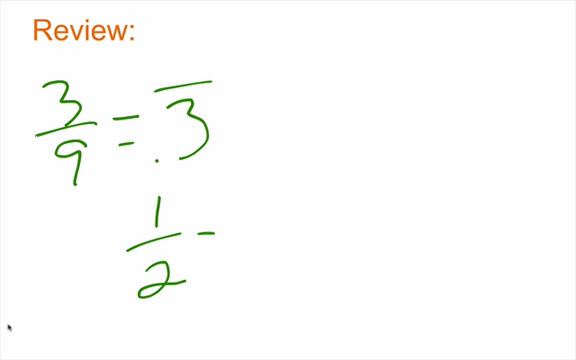 Review:
3/9 = .3̅
1/2 -